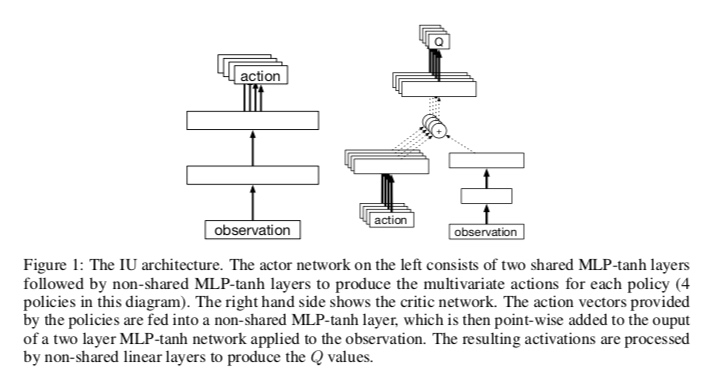 action
observation
Q
+
action
observation
Figure 1: The IU architecture. The actor network on the left consists of two shared MLP-tanh layers
followed by non-shared MLP-tanh layers to produce the multivariate actions for each policy (4
policies in this diagram). The right hand side shows the critic network. The action vectors provided
by the policies are fed into a non-shared MLP-tanh layer, which is then point-wise added to the ouput
of a two layer MLP-tanh network applied to the observation. The resulting activations are processed
by non-shared linear layers to produce the Q values.